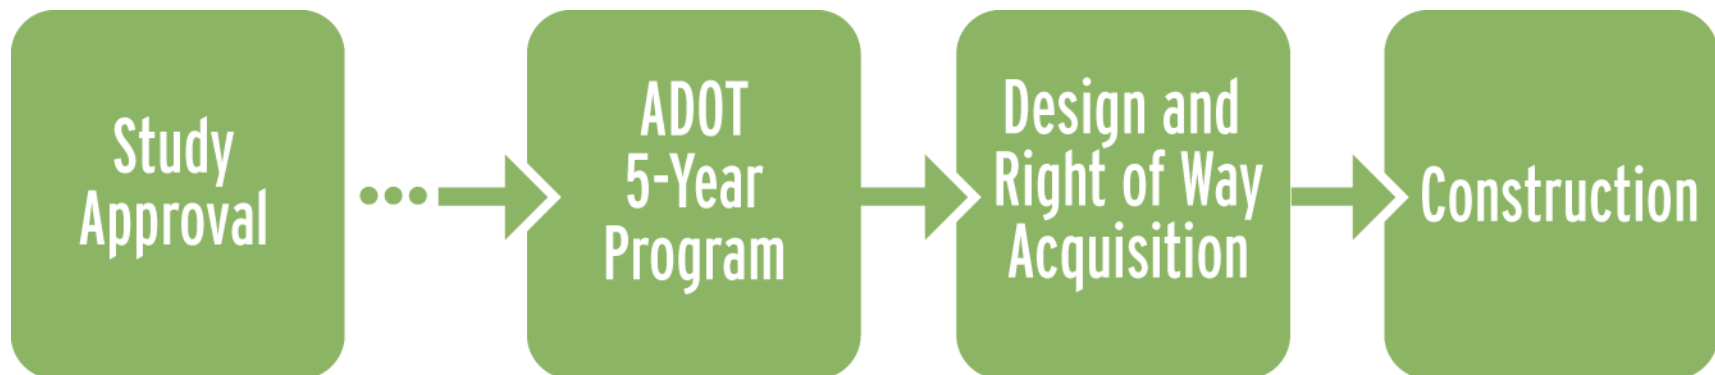 Study
Approval
ADOT
5-Year
Program
Design and
Right of Way
Acquisition
Construction